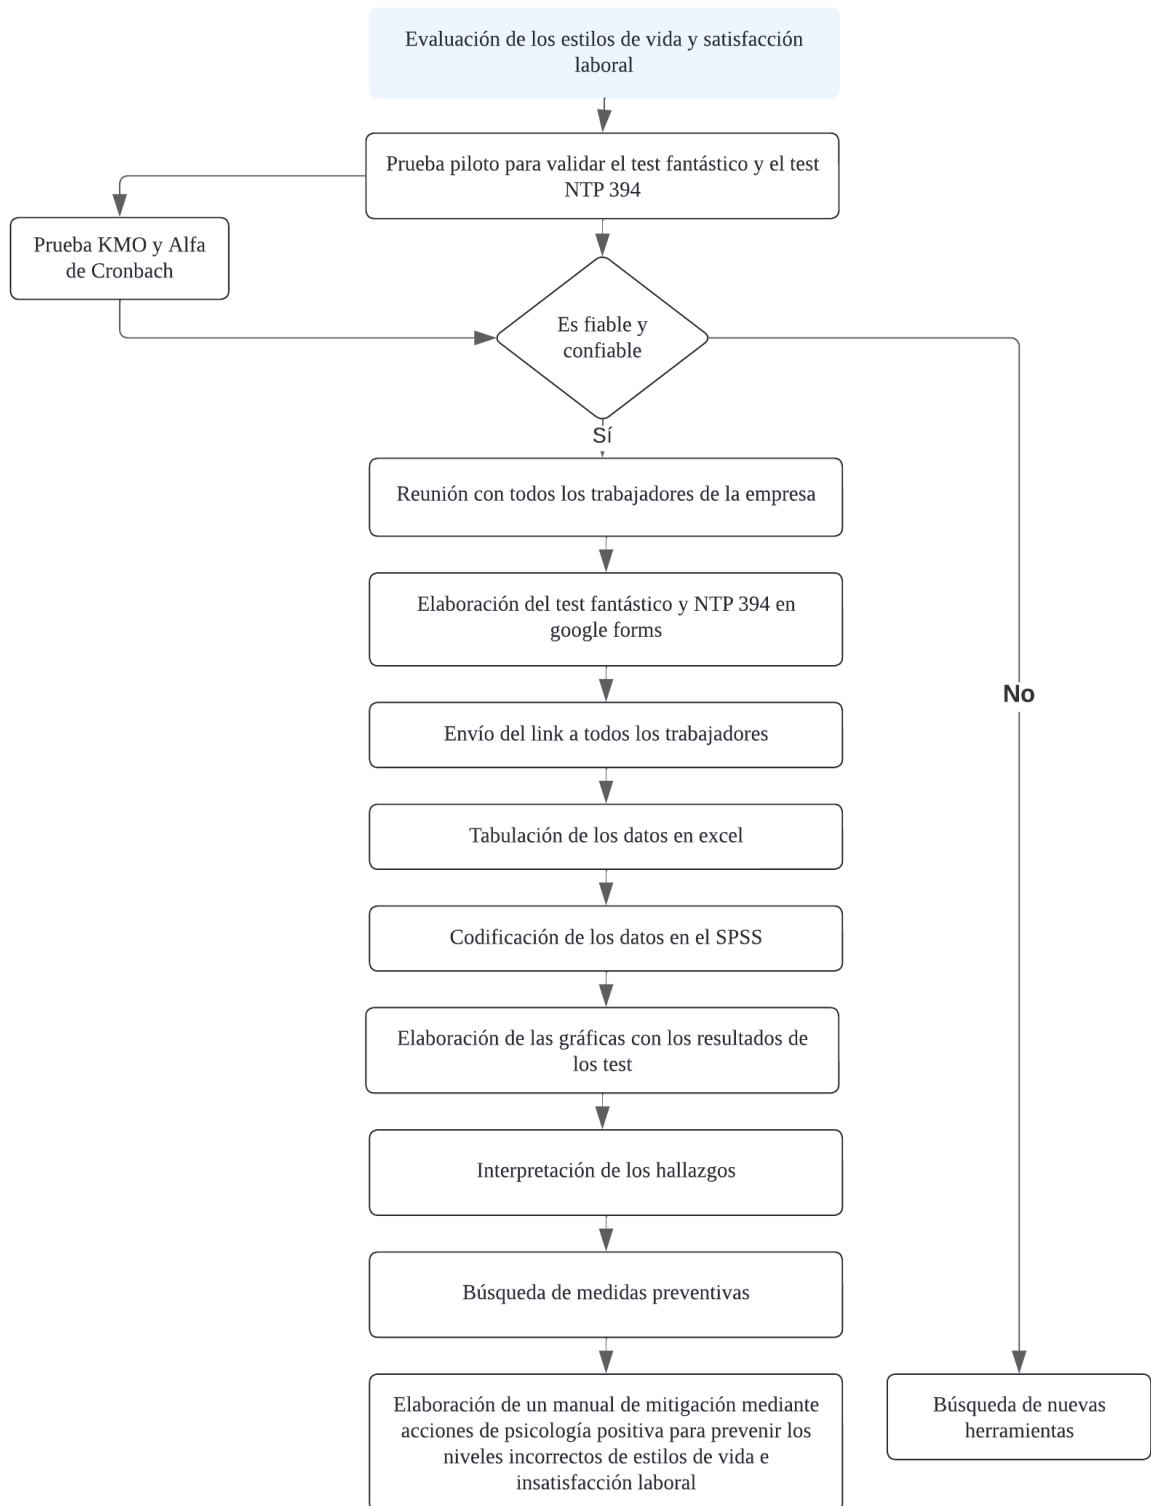 Evaluación de los estilos de vida y satisfacción
laboral
Prueba piloto para validar el test fantástico y el test
NTP 394
Prueba KMO y Alfa
de Cronbach
Es fiable y
confiable
Sí
Reunión con todos los trabajadores de la empresa
Elaboración del test fantástico y NTP 394 en
google forms
No
Envío del link a todos los trabajadores
Tabulación de los datos en excel
Codificación de los datos en el SPSS
Elaboración de las gráficas con los resultados de
los test
Interpretación de los hallazgos
Búsqueda de medidas preventivas
Elaboración de un manual de mitigación mediante
acciones de psicología positiva para prevenir los
niveles incorrectos de estilos de vida e
insatisfacción laboral
Búsqueda de nuevas
herramientas